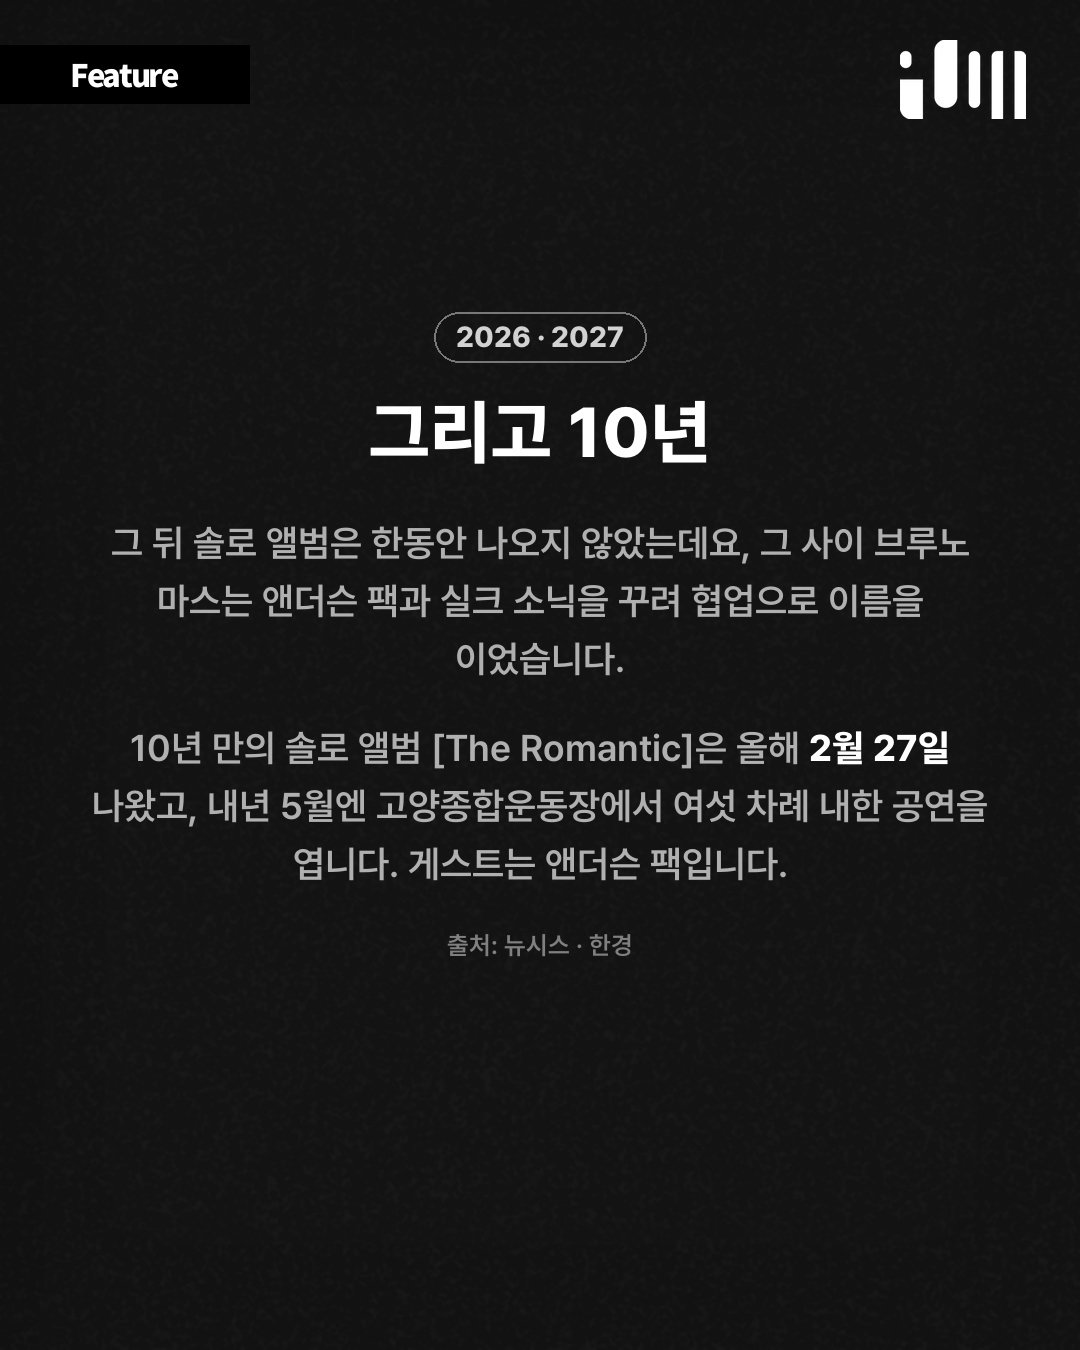 Feature
2026 · 2027
그리고 10년
그 뒤 솔로 앨범은 한동안 나오지 않았는데요, 그 사이 브루노
마스는 앤더슨 팩과 실크 소닉을 꾸려 협업으로 이름을
이었습니다.
10년 만의 솔로 앨범 [The Romantic]은 올해 2월 27일
나왔고, 내년 5월엔 고양종합운동장에서 여섯 차례 내한 공연을
엽니다. 게스트는 앤더슨 팩입니다.
출처: 뉴시스 · 한경